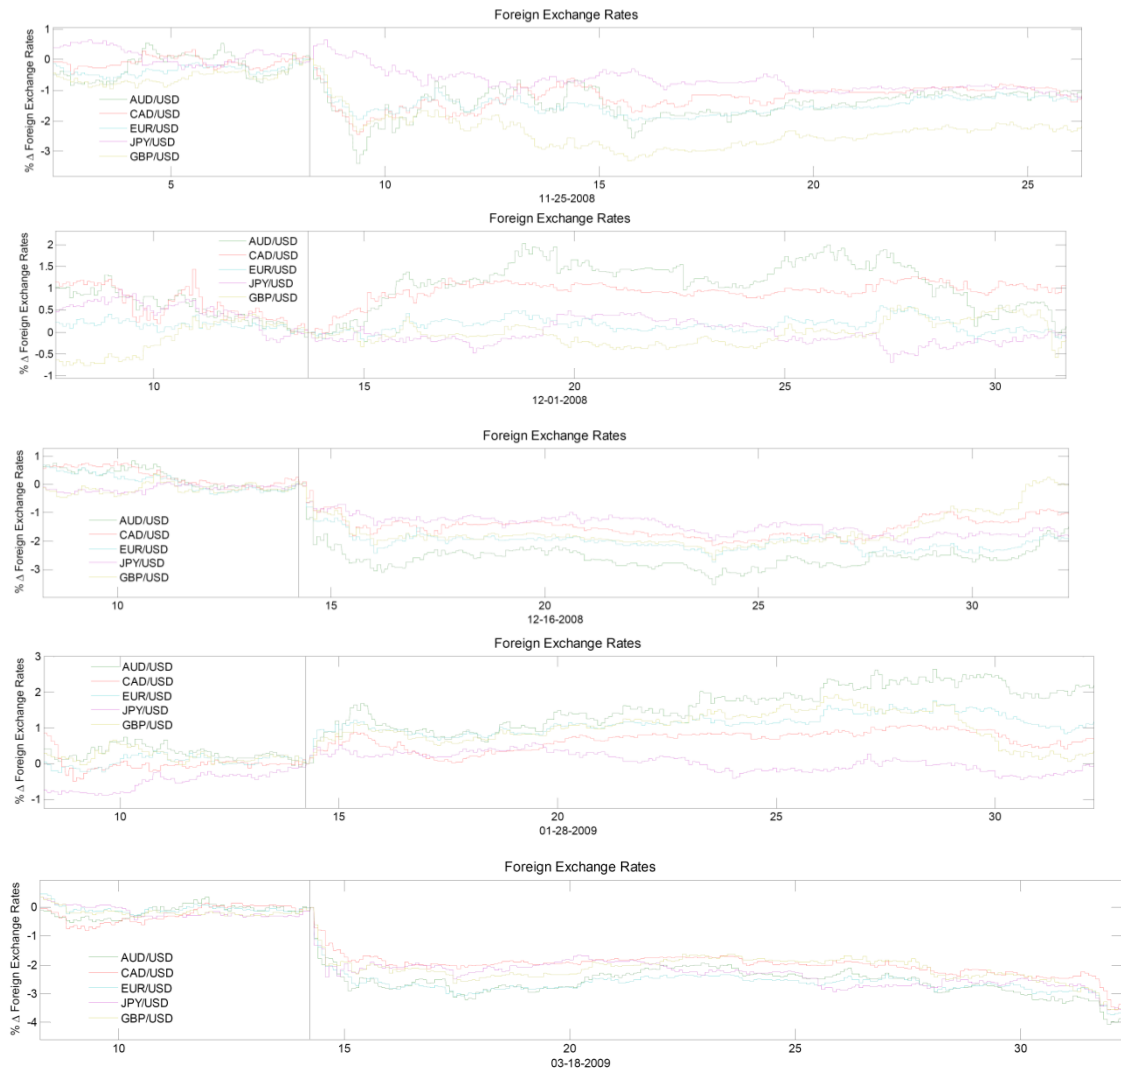 Foreign Exchange Rates
% Δ Foreign Exchange Rates
1
0
-1
-2
-3
AUD/USD
CAD/USD
EUR/USD
JPY/USD
GBP/USD
5
10
15
20
25
11-25-2008
Foreign Exchange Rates
% Δ Foreign Exchange Rates
2
1.5
1
0.5
0
-0.5
-1
AUD/USD
CAD/USD
EUR/USD
JPY/USD
GBP/USD
10
15
20
25
30
12-01-2008
Foreign Exchange Rates
% Δ Foreign Exchange Rates
1
0
-1
-2
-3
AUD/USD
CAD/USD
EUR/USD
JPY/USD
GBP/USD
10
15
20
25
30
12-16-2008
Foreign Exchange Rates
% Δ Foreign Exchange Rates
3
2
1
0
-1
AUD/USD
CAD/USD
EUR/USD
JPY/USD
GBP/USD
10
15
20
25
30
01-28-2009
Foreign Exchange Rates
% Δ Foreign Exchange Rates
0
-1
-2
-3
-4
AUD/USD
CAD/USD
EUR/USD
JPY/USD
GBP/USD
10
15
20
25
30
03-18-2009